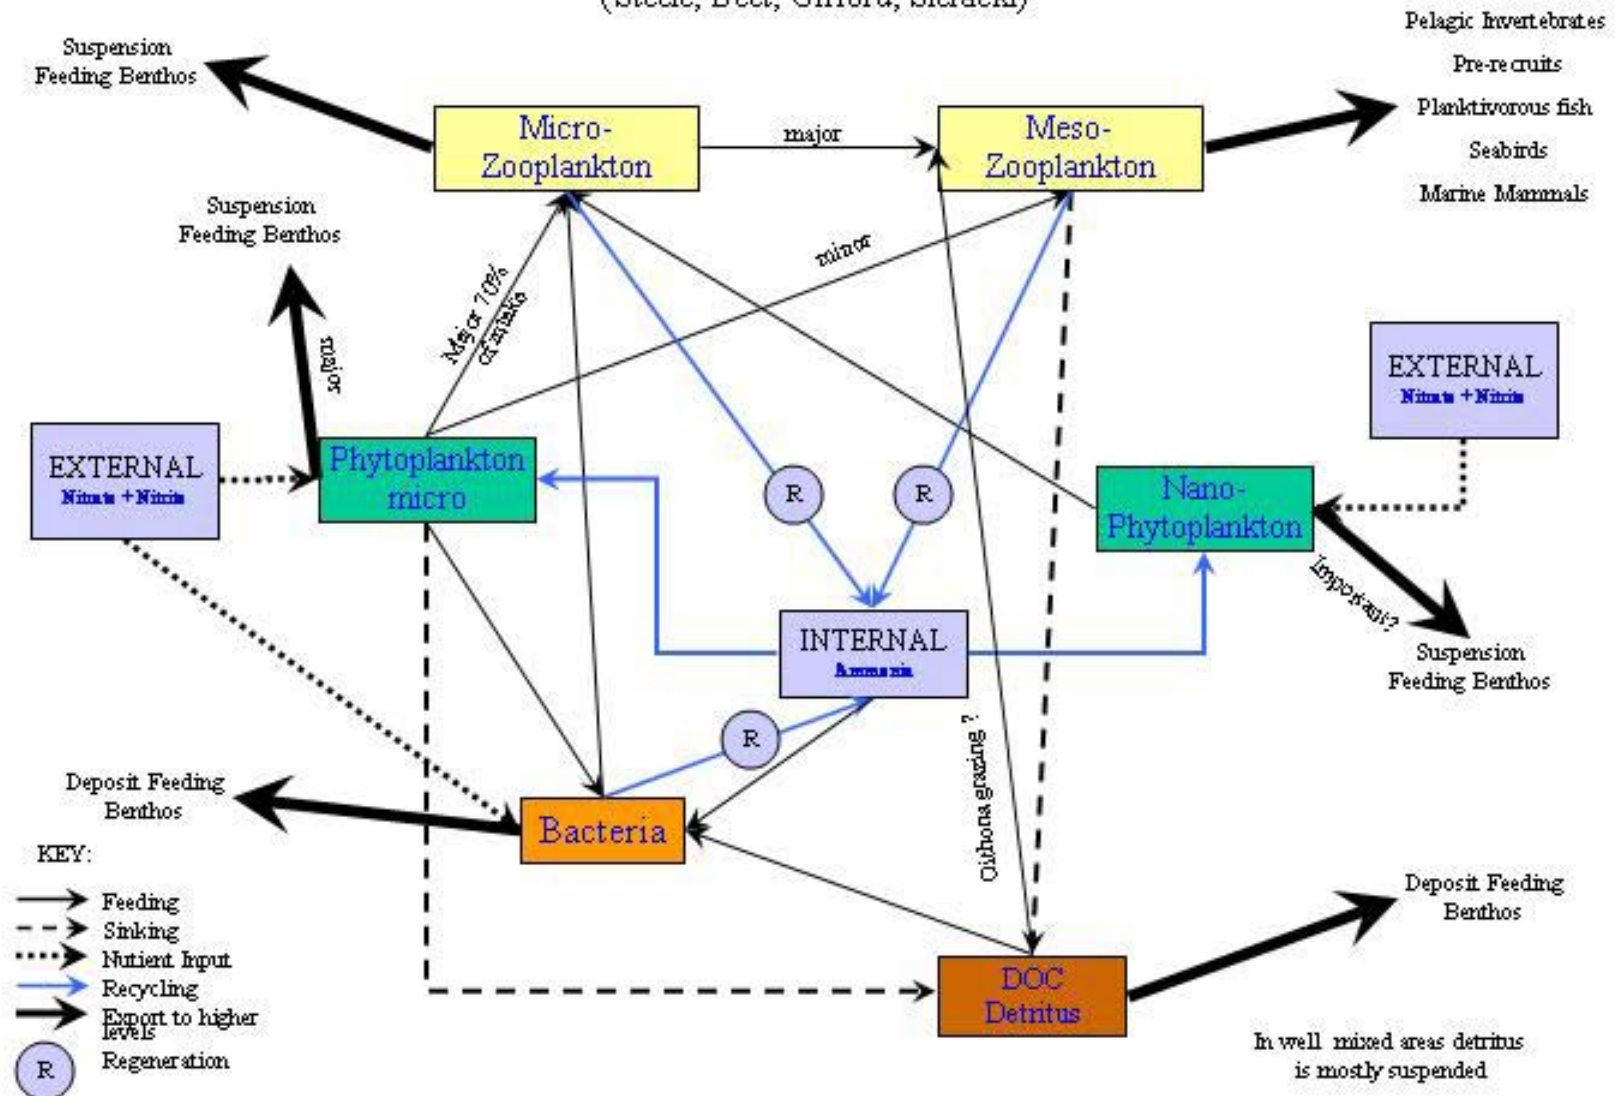 Pelagic Invertebrates
Suspension
Feeding Benthos
Pre-recruits
Planktivorous fish
Micro-
Zooplankton
major
Meso-
Zooplankton
Seabirds
Marine Mammals
Suspension
Feeding Benthos
minor
Major 70%
of intake
major
EXTERNAL
Nitrate + Nitrite
EXTERNAL
Nitrate + Nitrite
Phytoplankton
micro
R
R
Nano-
Phytoplankton
Important?
INTERNAL
Ammonia
Suspension
Feeding Benthos
R
Oithona grazing ?
Deposit Feeding
Benthos
Bacteria
KEY:
Feeding
Sinking
Nutient Input
Recycling
Export to higher
levels
R
Regeneration
Deposit Feeding
Benthos
DOC
Detritus
In well mixed areas detritus
is mostly suspended